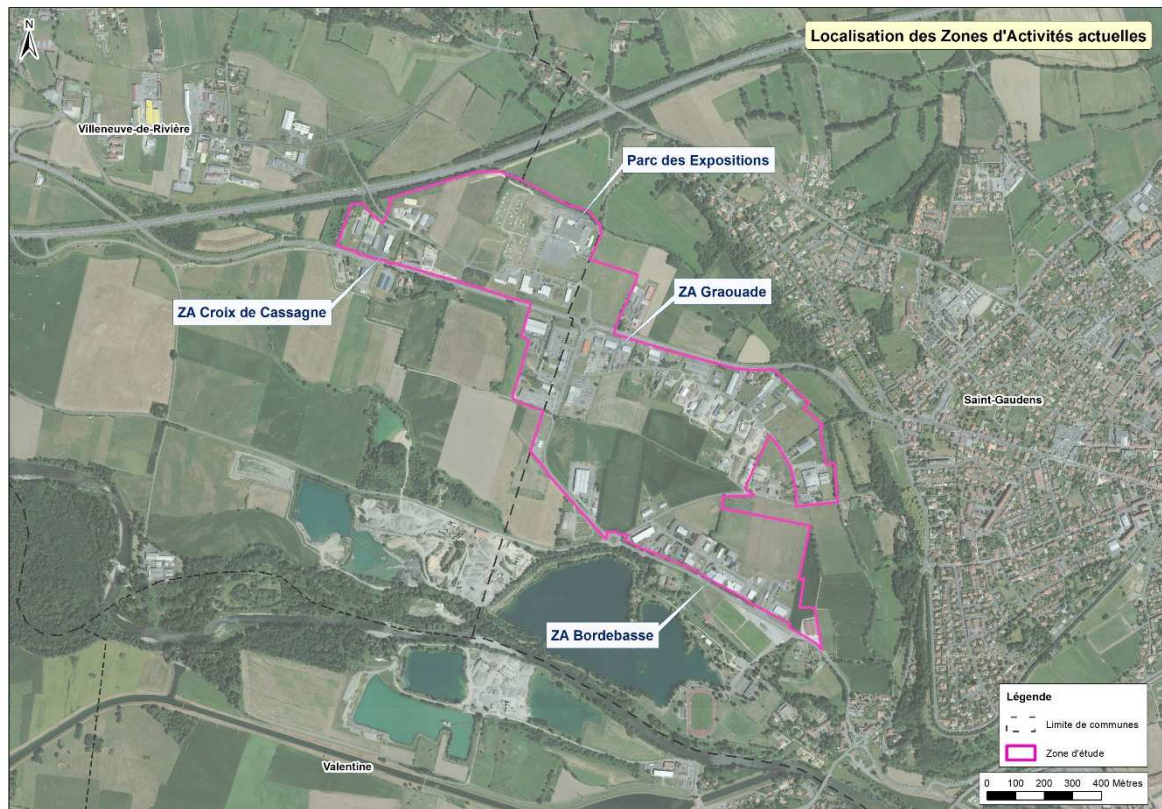 N
Localisation des Zones d'Activités actuelles
Villeneuve-de-Rivière
Parc des Expositions
ZA Graouade
ZA Croix de Cassagne
Saint-Gaudens
ZA Bordebasse
Valentine
Légende
Limite de communes
Zone d'étude
0 100 200 300 400 Mètres